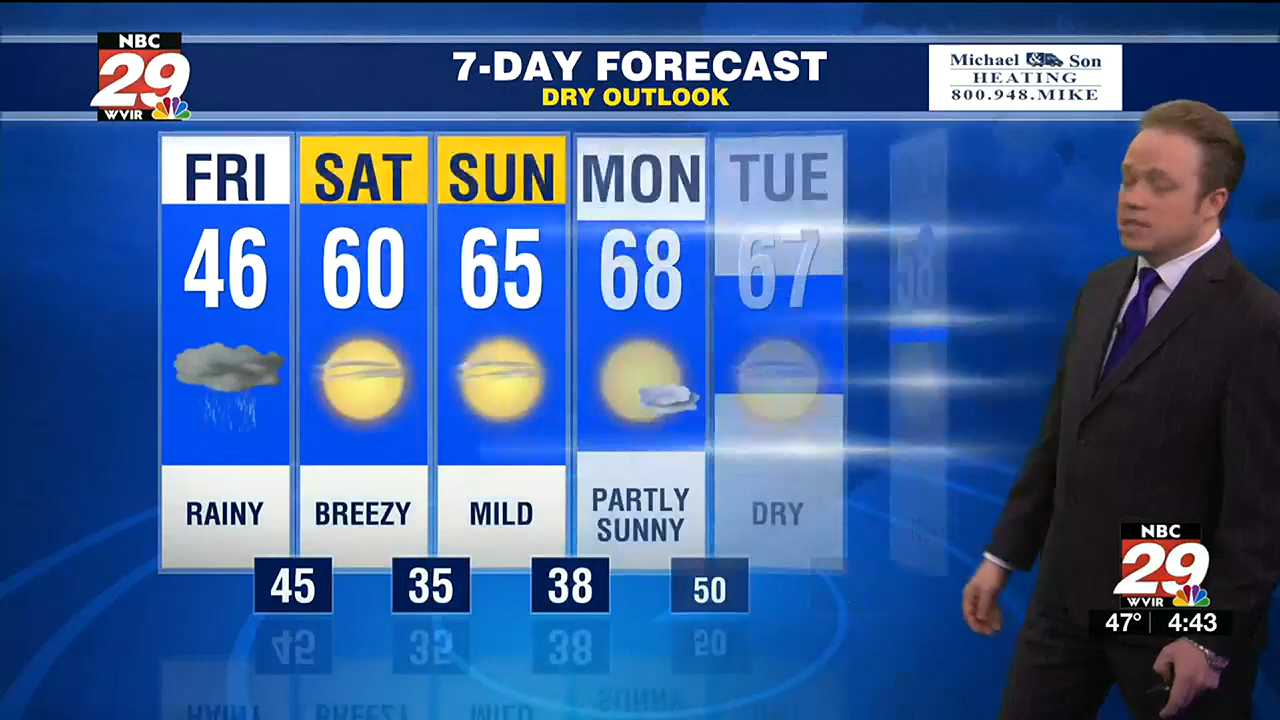 NBC
29
WVIR
7-DAY FORECAST
DRY OUTLOOK
Michael Son
HEATING
800.948.MIKE
FRI SAT SUN MON TUE
46 60 65 68 67 58
RAINY BREEZY MILD PARTLY SUNNY DRY
45 35 38 50
NBC
29
WVIR
47° 4:43